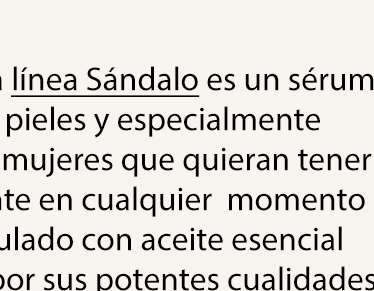 línea Sándalo es un sérum
pieles y especialmente
mujeres que quieran tener
en cualquier momento
con aceite esencial
por sus potentes cualidades